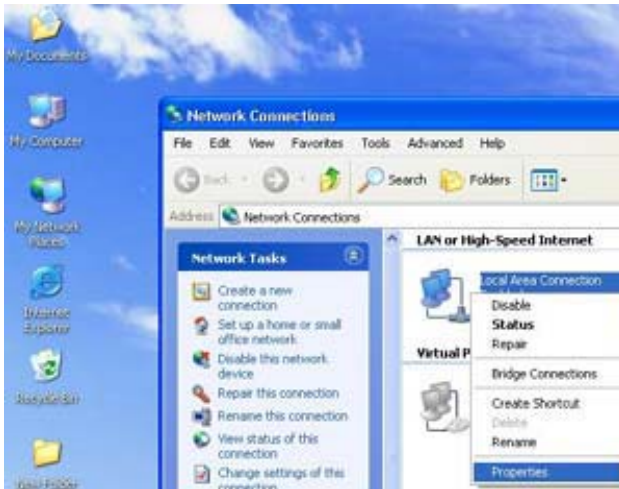 My Documents
My Computer
My Network
Places
Internet
Explorer
Recycle Bin
New Folder
Network Connections
File Edit View Favorites Tools Advanced Help
Back Search Folders
Address Network Connections
Network Tasks
Create a new
connection
Set up a home or small
office network
Disable this network
device
Repair this connection
Rename this connection
View status of this
connection
Change settings of this
connection
LAN or High-Speed Internet
Local Area Connection
Virtual P
Disable
Status
Repair
Bridge Connections
Create Shortcut
Delete
Rename
Properties